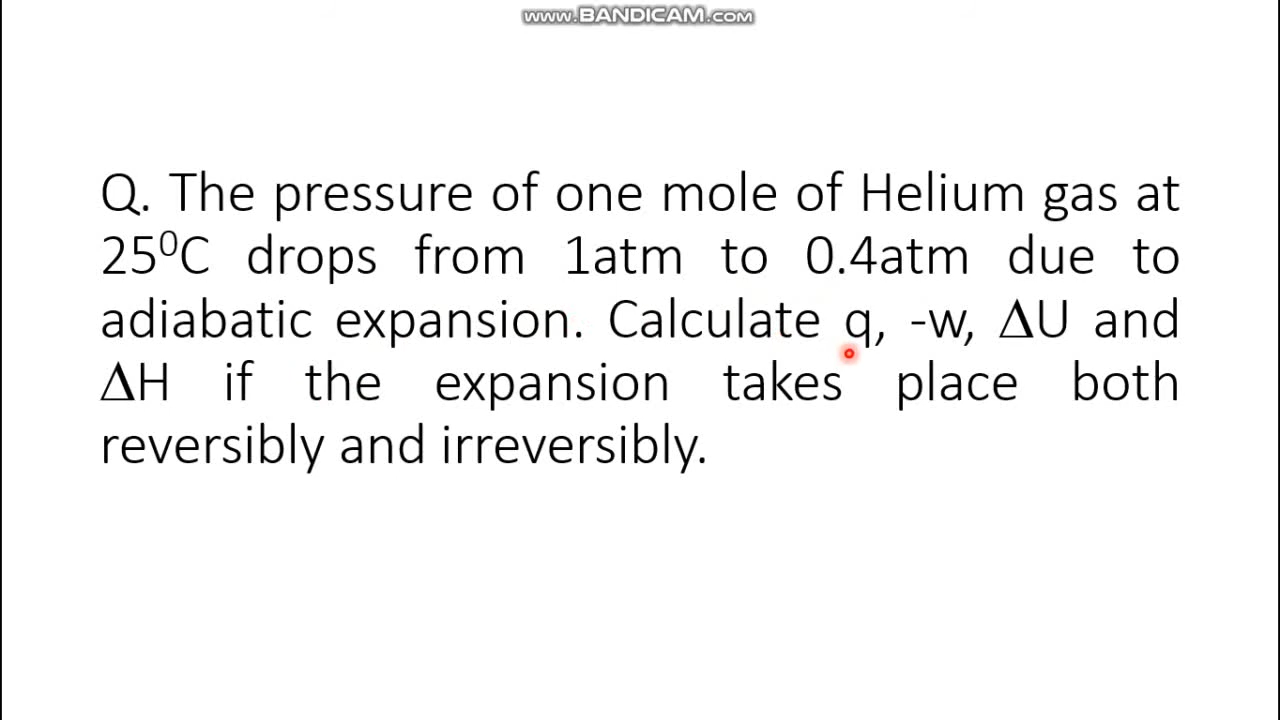 www.BANDICAM.com
Q. The pressure of one mole of Helium gas at
25⁰C drops from 1atm to 0.4atm due to
adiabatic expansion. Calculate q, -w, ΔU and
ΔH if the expansion takes place both
reversibly and irreversibly.